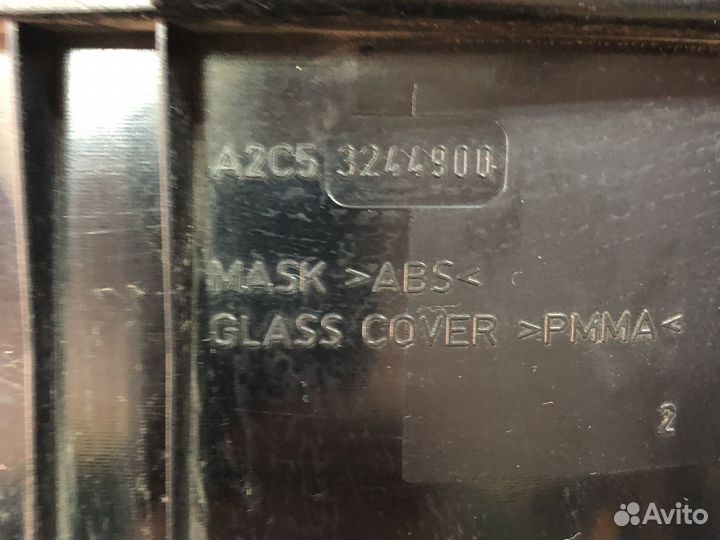 A2C5 3244900
MASK >ABS<
GLASS COVER >PMMA<
2
Avito